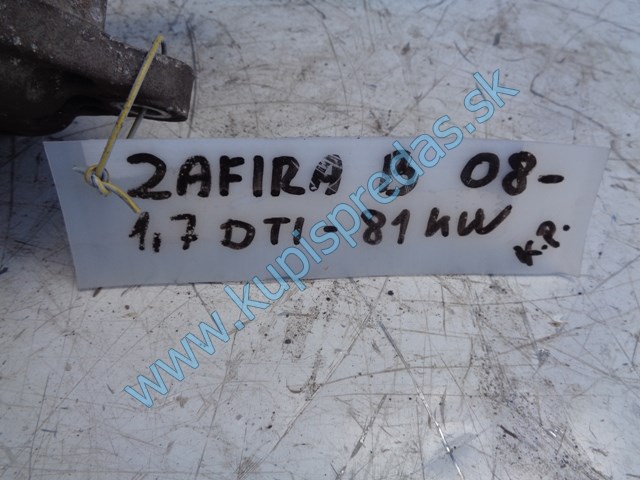 ZAFIRA B 08-
1,7 DTI - 81 KW
K.R.
www.kupispredas.sk